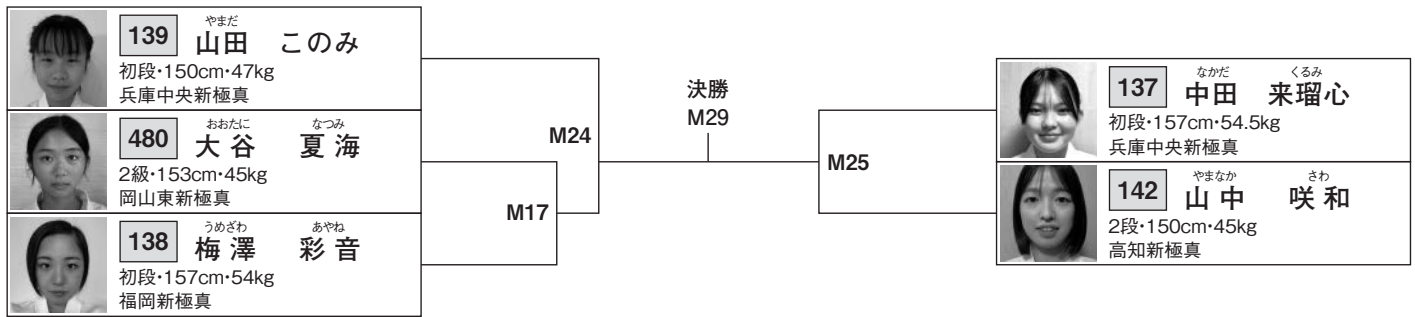 やまだ
139 山田 このみ
初段・150cm・47kg
兵庫中央新極真
おおたに なつみ
480 大谷 夏海
2級・153cm・45kg
岡山東新極真
うめざわ あやね
138 梅澤 彩音
初段・157cm・54kg
福岡新極真
M24
M17
決勝
M29
M25
なかだ くるみ
137 中田 来瑠心
初段・157cm・54.5kg
兵庫中央新極真
やまなか さわ
142 山中 咲和
2段・150cm・45kg
高知新極真